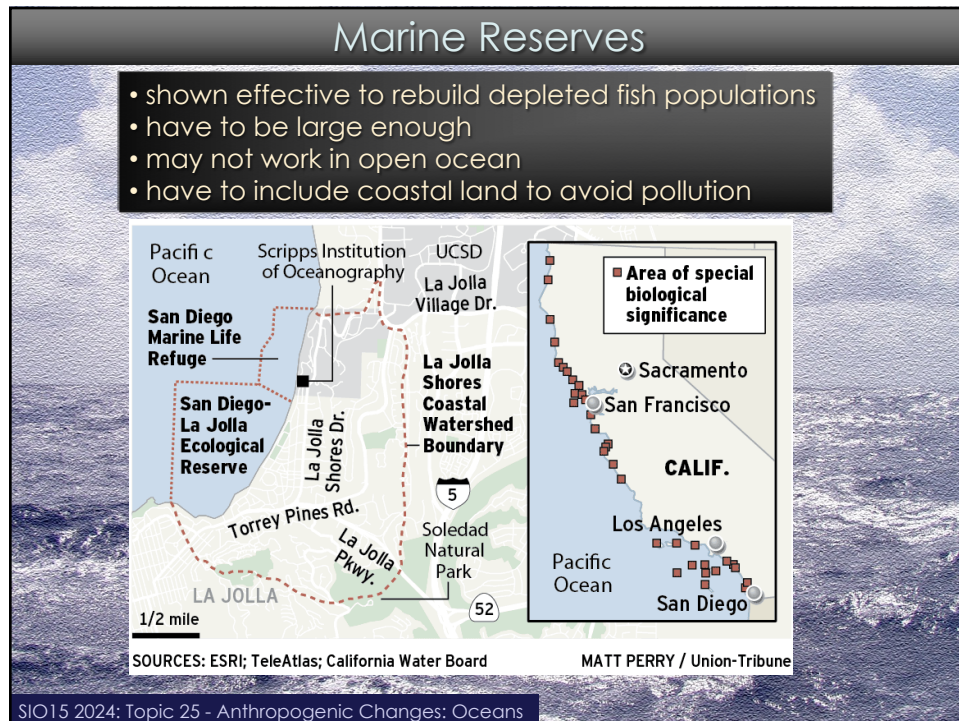 Marine Reserves
• shown effective to rebuild depleted fish populations
• have to be large enough
• may not work in open ocean
• have to include coastal land to avoid pollution
Pacifi c
Ocean
Scripps Institution
of Oceanography
UCSD
La Jolla
Village Dr.
San Diego
Marine Life
Refuge
San Diego-
La Jolla
Ecological
Reserve
La Jolla
Shores Dr.
La Jolla
Shores
Coastal
Watershed
Boundary
5
Torrey Pines Rd.
La Jolla
Pkwy.
Soledad
Natural
Park
LA JOLLA
52
1/2 mile
Area of special
biological
significance
Sacramento
San Francisco
CALIF.
Los Angeles
Pacific
Ocean
San Diego
SOURCES: ESRI; TeleAtlas; California Water Board
MATT PERRY / Union-Tribune
SIO15 2024: Topic 25 - Anthropogenic Changes: Oceans